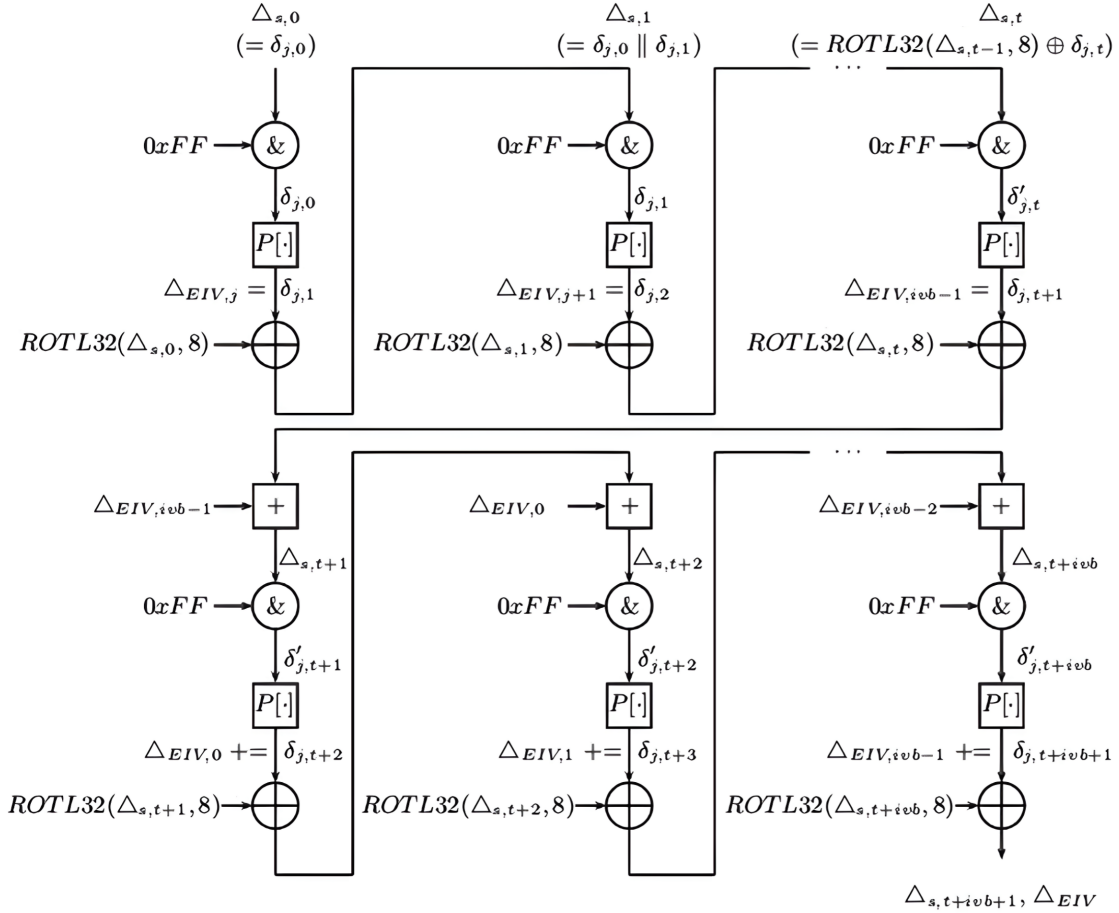 △s,0 △s,1 △s,t
(= δj,0) (= δj,0 ∥ δj,1) (= ROTL32(△s,t−1, 8) ⊕ δj,t)
· · ·
0xFF & 0xFF & 0xFF &
δj,0 δj,1 δ′j,t
P[·] P[·] P[·]
△EIV,j = δj,1 △EIV,j+1 = δj,2 △EIV,ivb−1 = δj,t+1
ROTL32(△s,0, 8) ROTL32(△s,1, 8) ROTL32(△s,t, 8)
· · ·
△EIV,ivb−1 + △EIV,0 + △EIV,ivb−2 +
△s,t+1 △s,t+2 △s,t+ivb
0xFF & 0xFF & 0xFF &
δ′j,t+1 δ′j,t+2 δ′j,t+ivb
P[·] P[·] P[·]
△EIV,0 += δj,t+2 △EIV,1 += δj,t+3 △EIV,ivb−1 += δj,t+ivb+1
ROTL32(△s,t+1, 8) ROTL32(△s,t+2, 8) ROTL32(△s,t+ivb, 8)
△s,t+ivb+1, △EIV